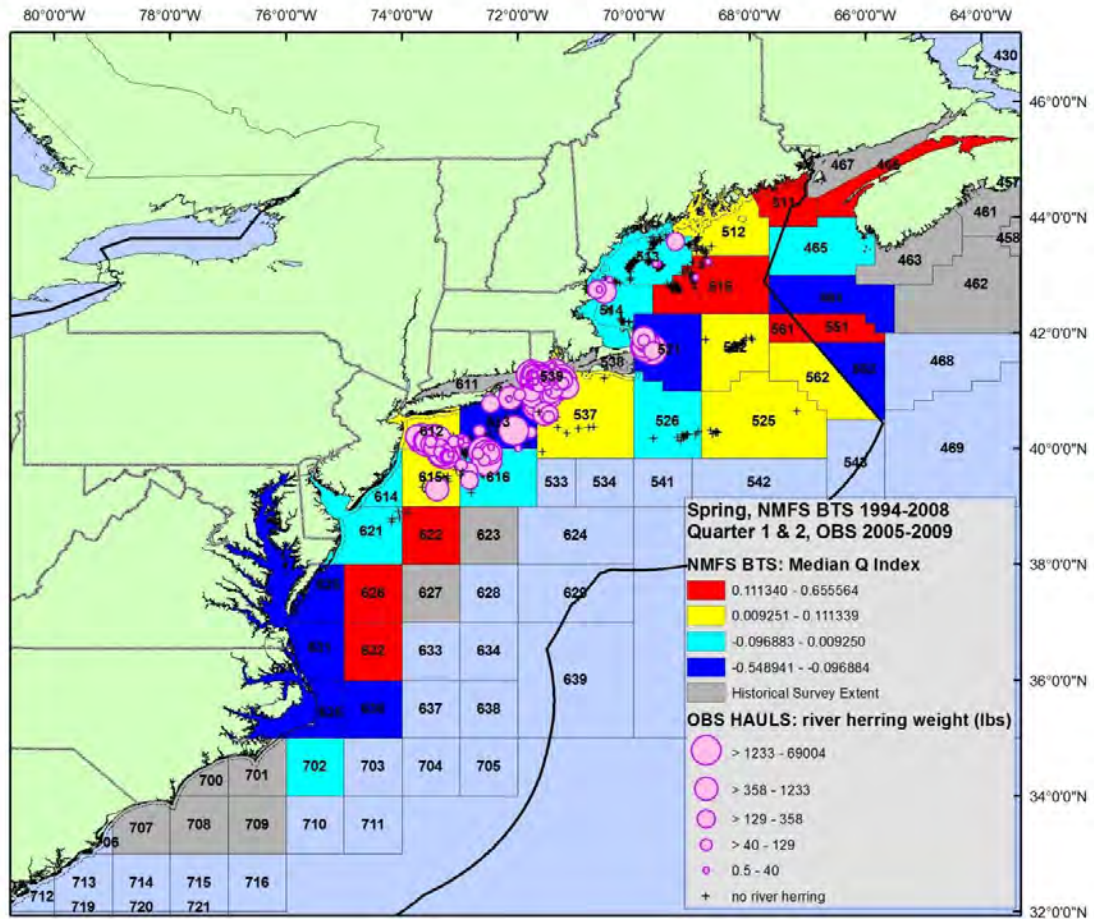 80°0'0"W 78°0'0"W 76°0'0"W 74°0'0"W 72°0'0"W 70°0'0"W 68°0'0"W 66°0'0"W 64°0'0"W
430
46°0'0"N
467
457
511
461
44°0'0"N
512
465
458
513
463
515
462
514
561 551
42°0'0"N
521
538
468
539
611
562
537
526
525
612
40°0'0"N
615
616
469
543
614
533 534 541 542
621
622 623 624
38°0'0"N
626 627 628
631
632 633 634
639
36°0'0"N
637 638
702 703 704 705
700 701
34°0'0"N
707 708 709 710 711
706
713 714 715 716
712
719 720 721
32°0'0"N
Spring, NMFS BTS 1994-2008
Quarter 1 & 2, OBS 2005-2009
NMFS BTS: Median Q Index
0.111340 - 0.655564
0.009251 - 0.111339
-0.096883 - 0.009250
-0.548941 - -0.096884
Historical Survey Extent
OBS HAULS: river herring weight (lbs)
> 1233 - 69004
> 358 - 1233
> 129 - 358
> 40 - 129
0.5 - 40
no river herring